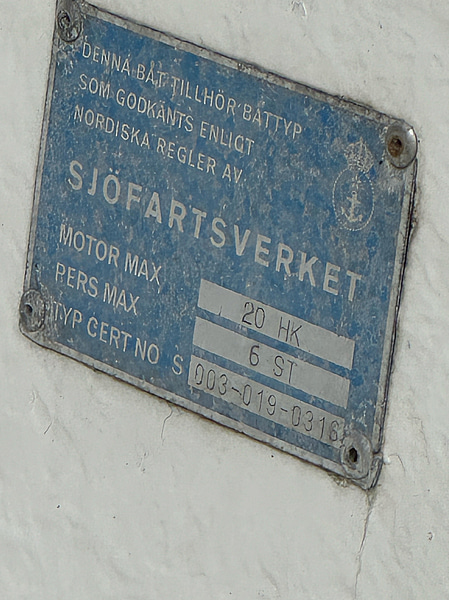 DENNA BÅT TILLHÖR BÅTTYP
SOM GODKÄNTS ENLIGT
NORDISKA REGLER AV
SJÖFARTSVERKET
MOTOR MAX 20 HK
PERS MAX 6 ST
TYP CERT NO S 003-019-0316